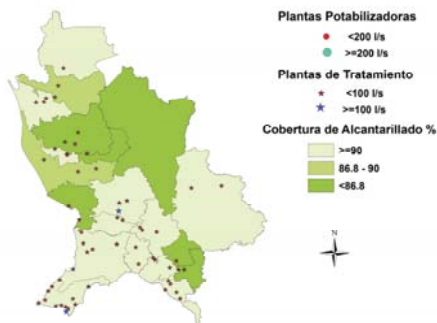 Plantas Potabilizadoras
<200 l/s
>=200 l/s
Plantas de Tratamiento
<100 l/s
>=100 l/s
Cobertura de Alcantarillado %
>=90
86.8 - 90
<86.8
N